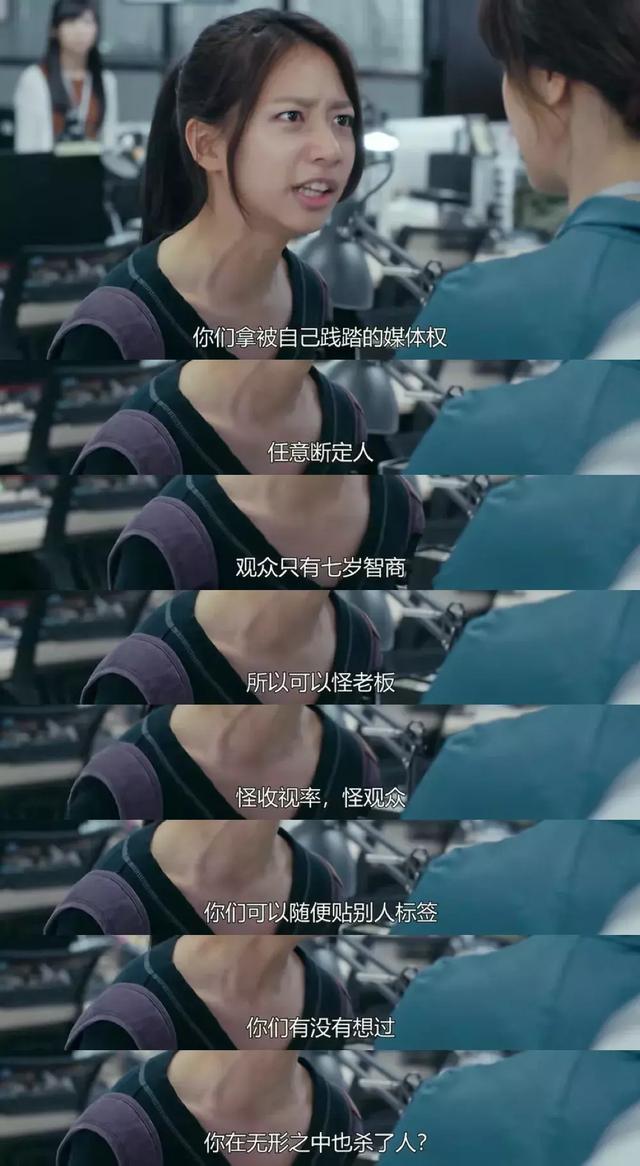 你们拿被自己践踏的媒体权
任意断定人
观众只有七岁智商
所以可以怪老板
怪收视率，怪观众
你们可以随便贴别人标签
你们有没有想过
你在无形之中也杀了人？